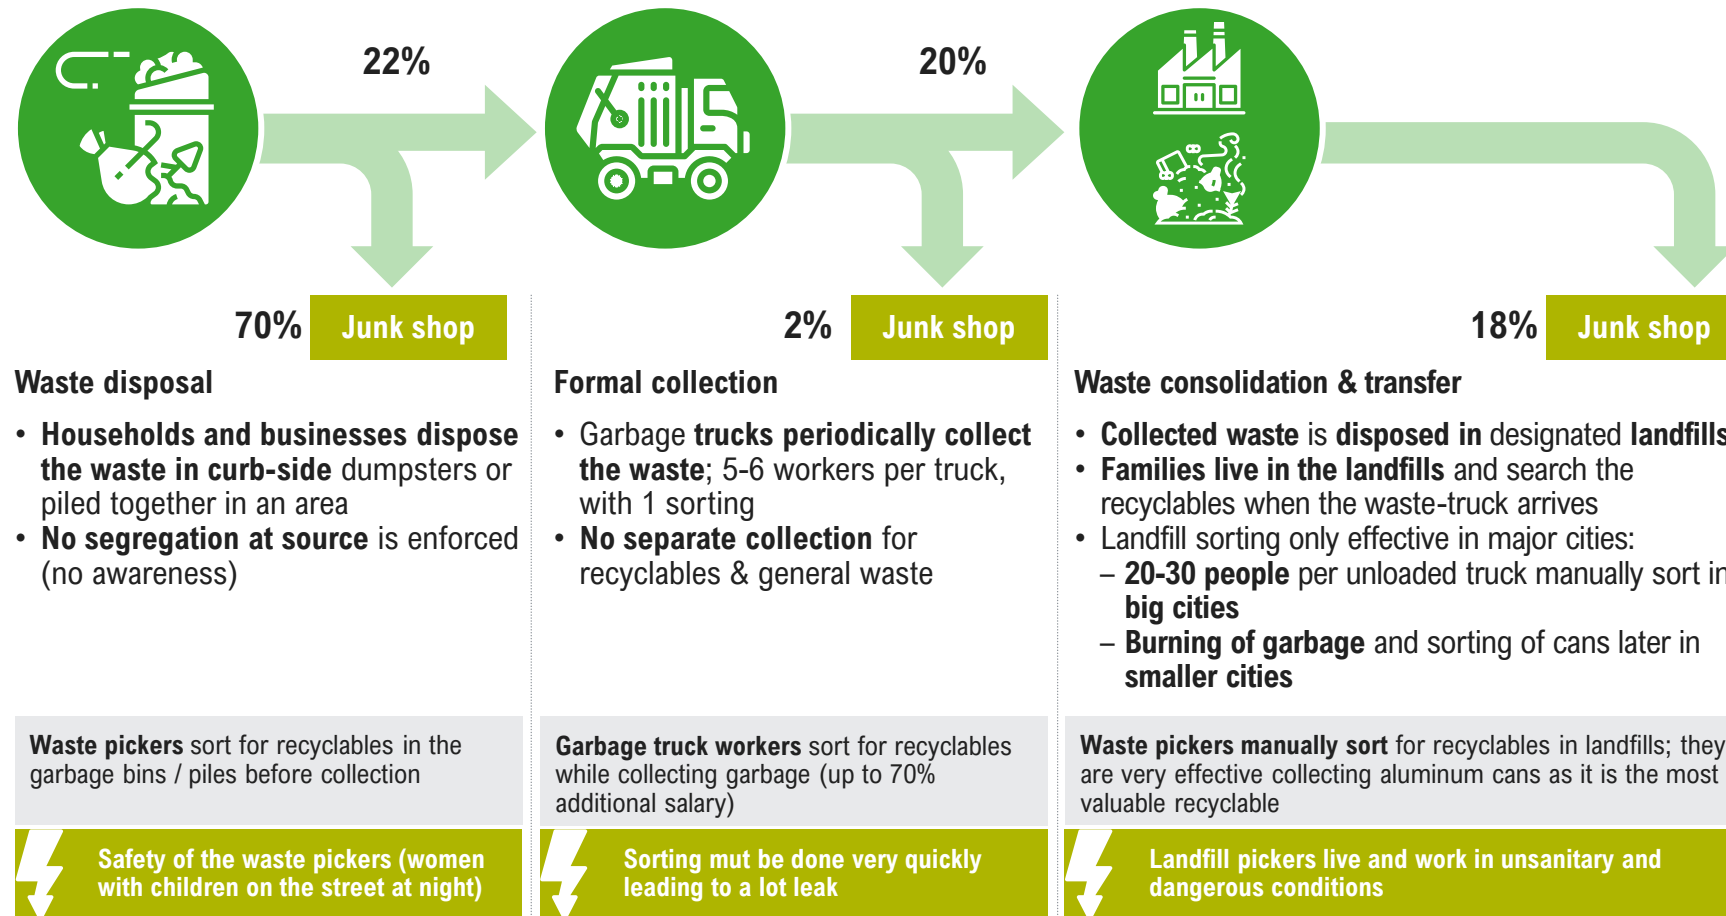 22%
20%
70%
Junk shop
2%
Junk shop
18%
Junk shop
Waste disposal
• Households and businesses dispose
the waste in curb-side dumpsters or
piled together in an area
• No segregation at source is enforced
(no awareness)
Waste pickers sort for recyclables in the
garbage bins / piles before collection
Safety of the waste pickers (women
with children on the street at night)
Formal collection
• Garbage trucks periodically collect
the waste; 5-6 workers per truck,
with 1 sorting
• No separate collection for
recyclables & general waste
Garbage truck workers sort for recyclables
while collecting garbage (up to 70%
additional salary)
Sorting mut be done very quickly
leading to a lot leak
Waste consolidation & transfer
• Collected waste is disposed in designated landfills
• Families live in the landfills and search the
recyclables when the waste-truck arrives
• Landfill sorting only effective in major cities:
– 20-30 people per unloaded truck manually sort in
big cities
– Burning of garbage and sorting of cans later in
smaller cities
Waste pickers manually sort for recyclables in landfills; they
are very effective collecting aluminum cans as it is the most
valuable recyclable
Landfill pickers live and work in unsanitary and
dangerous conditions